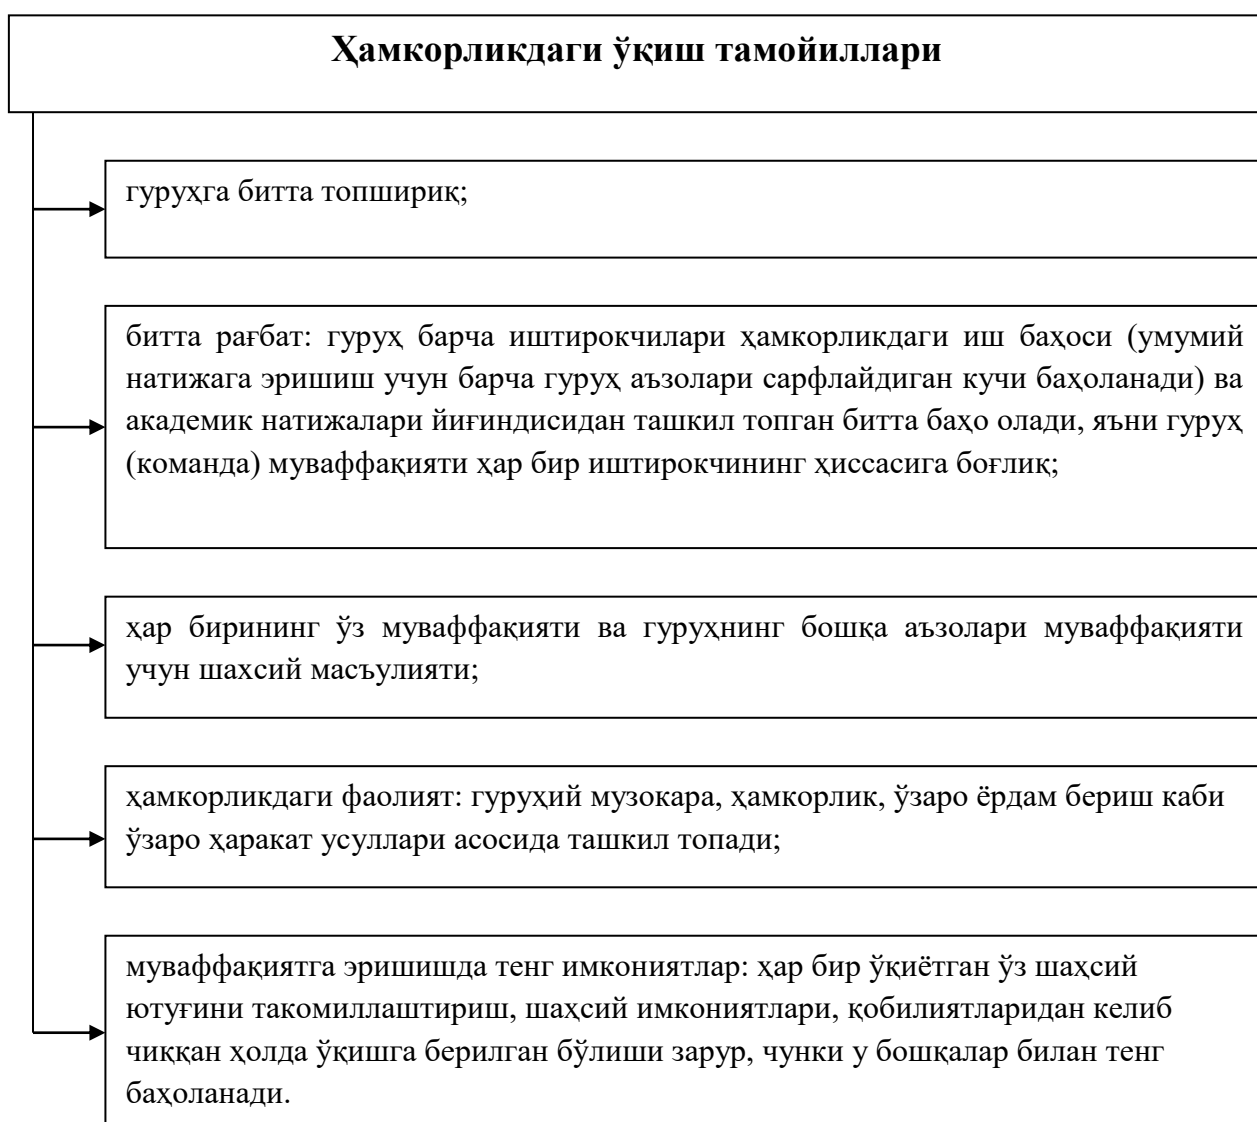 Ҳамкорликдаги ўқиш тамойиллари
гуруҳга битта топшириқ;
битта рағбат: гуруҳ барча иштирокчилари ҳамкорликдаги иш баҳоси (умумий
натижага эришиш учун барча гуруҳ аъзолари сарфлайдиган кучи баҳоланади) ва
академик натижалари йиғиндисидан ташкил топган битта баҳо олади, яъни гуруҳ
(команда) муваффақияти ҳар бир иштирокчининг ҳиссасига боғлиқ;
ҳар бирининг ўз муваффақияти ва гуруҳнинг бошқа аъзолари муваффақияти
учун шахсий масъулияти;
ҳамкорликдаги фаолият: гуруҳий музокара, ҳамкорлик, ўзаро ёрдам бериш каби
ўзаро ҳаракат усуллари асосида ташкил топади;
муваффақиятга эришишда тенг имкониятлар: ҳар бир ўқиётган ўз шаҳсий
ютуғини такомиллаштириш, шаҳсий имкониятлари, қобилиятларидан келиб
чиққан ҳолда ўқишга берилган бўлиши зарур, чунки у бошқалар билан тенг
баҳоланади.